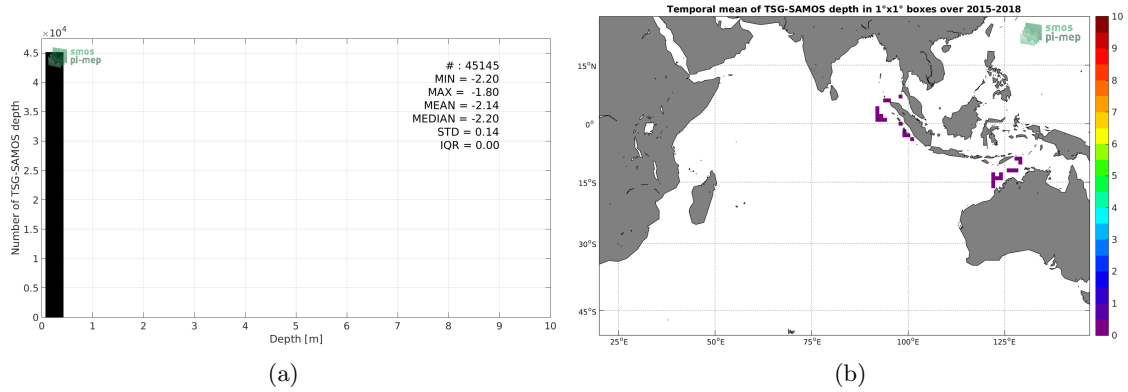 ×10⁴
smos
pi-mep
4.5
4
3.5
3
2.5
2
1.5
1
0.5
0
Number of TSG-SAMOS depth
# : 45145
MIN = -2.20
MAX = -1.80
MEAN = -2.14
MEDIAN = -2.20
STD = 0.14
IQR = 0.00
0 1 2 3 4 5 6 7 8 9 10
Depth [m]
(a)
Temporal mean of TSG-SAMOS depth in 1°x1° boxes over 2015-2018
smos
pi-mep
15°N
0°
15°S
30°S
45°S
25°E 50°E 75°E 100°E 125°E
10
9
8
7
6
5
4
3
2
1
0
(b)